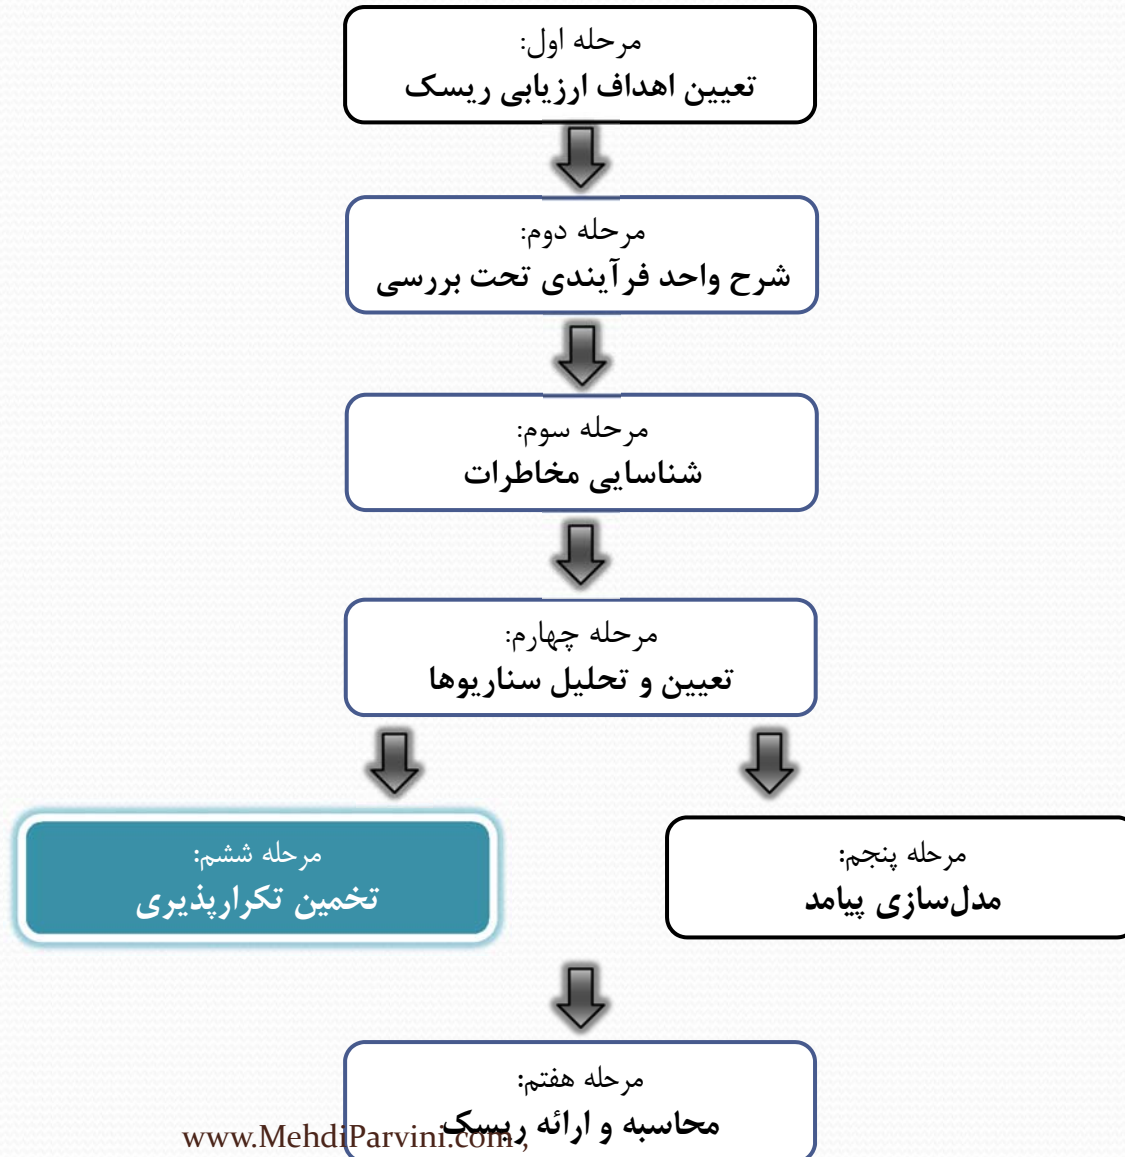 مرحله اول:
تعیین اهداف ارزیابی ریسک
مرحله دوم:
شرح واحد فرآیندی تحت بررسی
مرحله سوم:
شناسایی مخاطرات
مرحله چهارم:
تعیین و تحلیل سناریوها
مرحله پنجم:
مدل‌سازی پیامد
مرحله ششم:
تخمین تکرارپذیری
مرحله هفتم:
محاسبه و ارائه ریسک
www.MehdiParvini.com ,